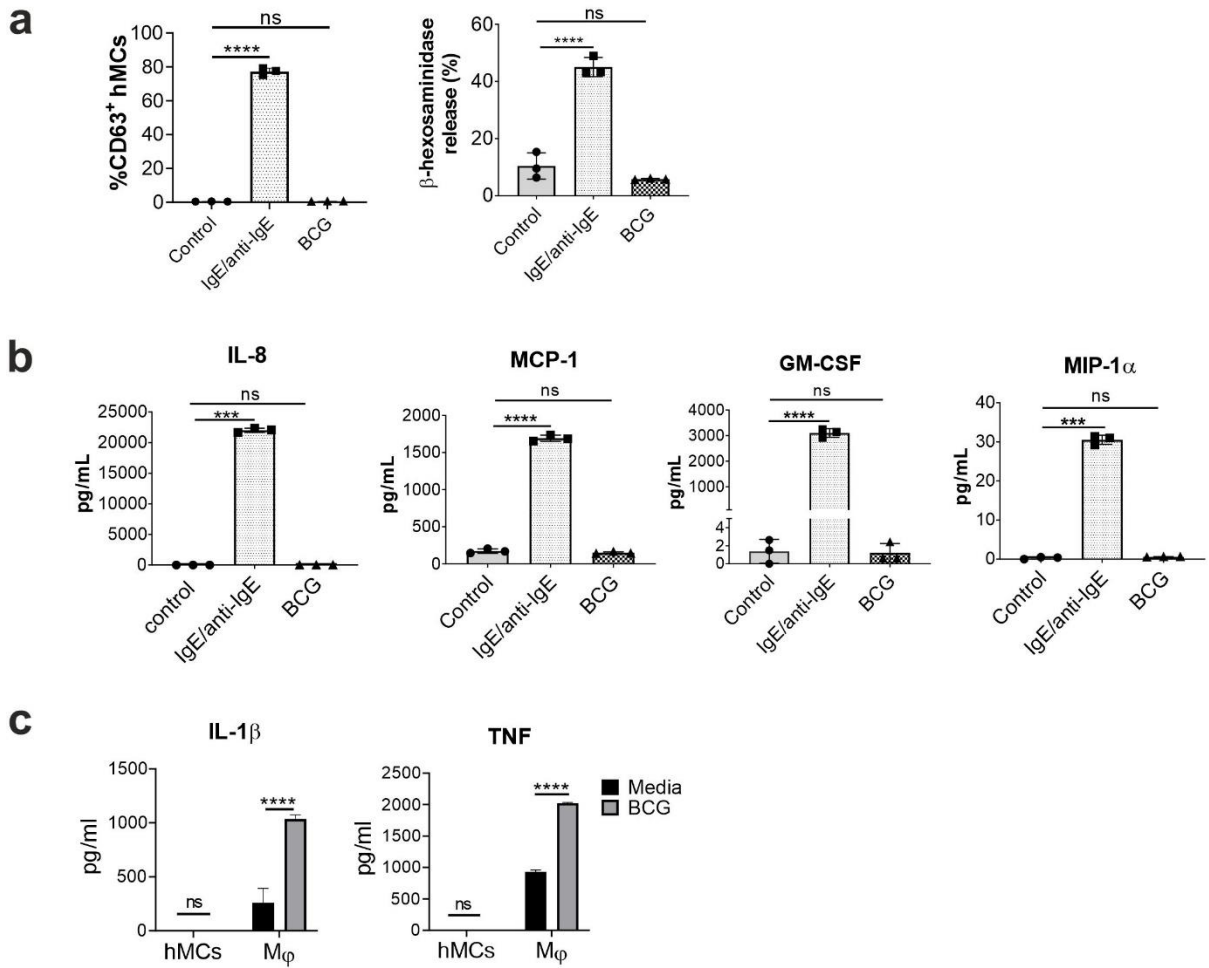 a
ns
****
%CD63+ hMCs
100
80
60
40
20
0
Control
IgE/anti-IgE
BCG
ns
****
β-hexosaminidase
release (%)
60
40
20
0
Control
IgE/anti-IgE
BCG
b
IL-8
ns
***
pg/mL
25000
20000
15000
10000
5000
0
control
IgE/anti-IgE
BCG
MCP-1
ns
****
pg/mL
2000
1500
1000
500
0
Control
IgE/anti-IgE
BCG
GM-CSF
ns
****
pg/mL
4000
3000
2000
1000
4
2
0
Control
IgE/anti-IgE
BCG
MIP-1α
ns
***
pg/mL
40
30
20
10
0
Control
IgE/anti-IgE
BCG
c
IL-1β
pg/ml
1500
1000
500
0
ns
****
hMCs
Mφ
TNF
pg/ml
2500
2000
1500
1000
500
0
ns
****
hMCs
Mφ
Media
BCG